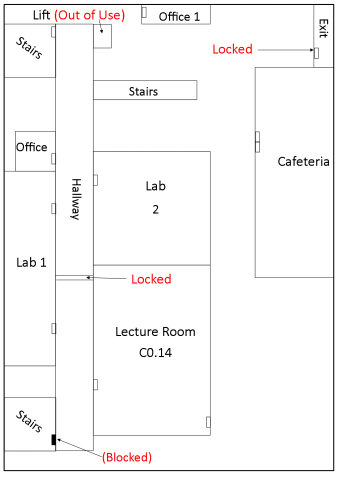 Lift (Out of Use)
Office 1
Exit
Stairs
Locked
Stairs
Office
Cafeteria
Hallway
Lab
2
Lab 1
Locked
Lecture Room
C0.14
Stairs
(Blocked)